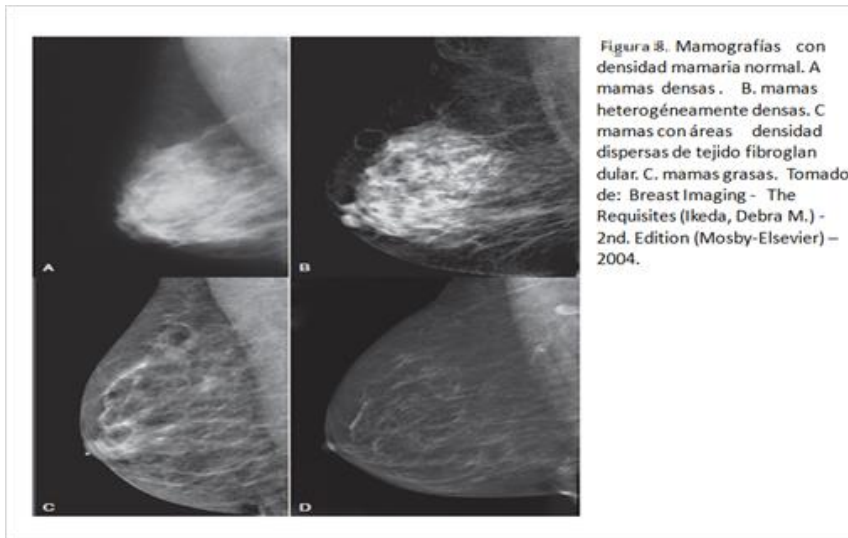 Figura 8. Mamografías con
densidad mamaria normal. A
mamas densas. B. mamas
heterogéneamente densas. C
mamas con áreas densidad
dispersas de tejido fibroglan
dular. C. mamas grasas. Tomado
de: Breast Imaging - The
Requisites (Ikeda, Debra M.) -
2nd. Edition (Mosby-Elsevier) –
2004.
A
B
C
D